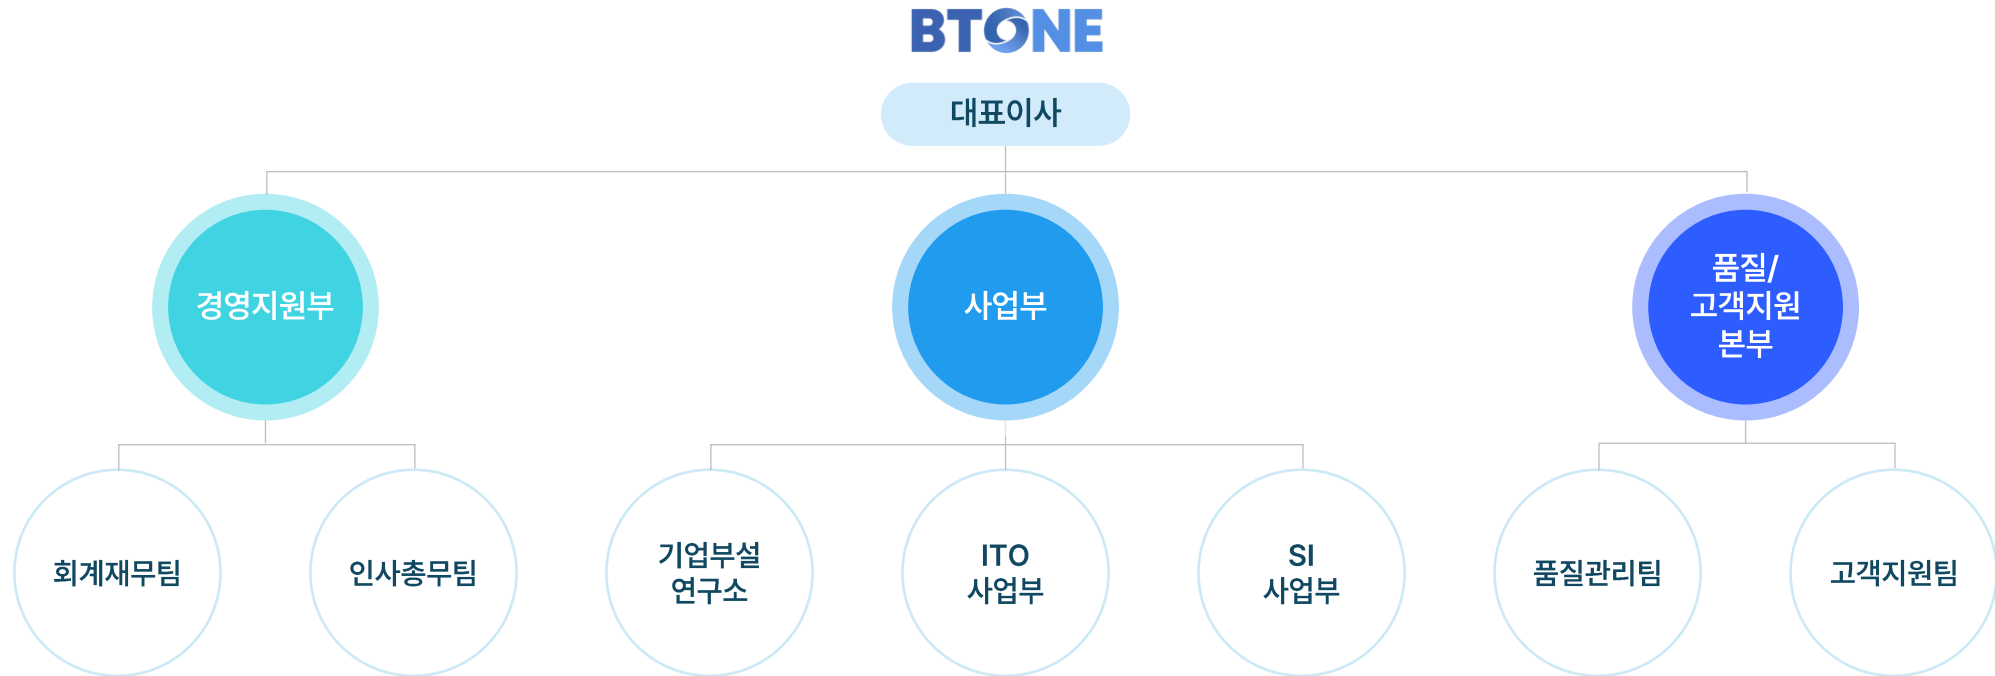 BTONE
대표이사
경영지원부
사업부
품질/
고객지원
본부
회계재무팀
인사총무팀
기업부설
연구소
ITO
사업부
SI
사업부
품질관리팀
고객지원팀